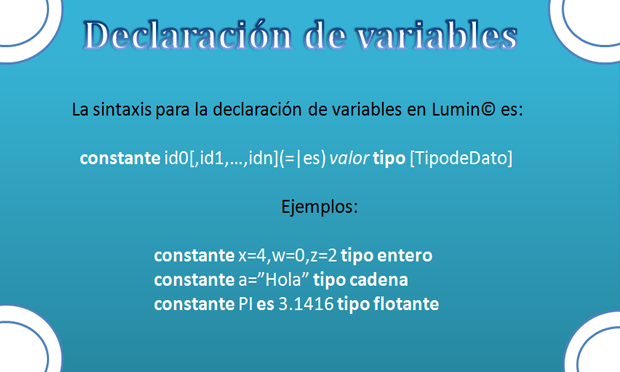 Declaración de variables
La sintaxis para la declaración de variables en Lumin© es:
constante id0[,id1,...,idn](=|es) valor tipo [TipodeDato]
Ejemplos:
constante x=4,w=0,z=2 tipo entero
constante a=”Hola” tipo cadena
constante PI es 3.1416 tipo flotante